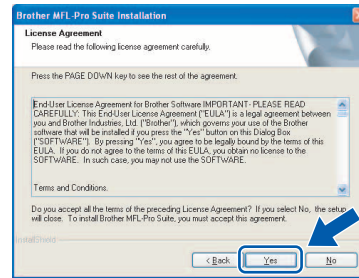 Brother MFL-Pro Suite Installation
License Agreement
Please read the following license agreement carefully.
Press the PAGE DOWN key to see the rest of the agreement.
End-User License Agreement for Brother Software IMPORTANT- PLEASE READ
CAREFULLY: This End-User License Agreement ("EULA") is a legal agreement between
you and Brother Industries, Ltd. ("Brother"), which governs your use of the Brother
software that will be installed if you press the "Yes" button on this Dialog Box
("SOFTWARE"). By pressing "Yes", you agree to be legally bound by the terms of this
EULA. If you do not agree to the terms of this EULA, you obtain no license to the
SOFTWARE. In such case, you may not use the SOFTWARE.
Terms and Conditions.
Do you accept all the terms of the preceding License Agreement? If you select No, the setup
will close. To install Brother MFL-Pro Suite, you must accept this agreement.
InstallShield
< Back
Yes
No